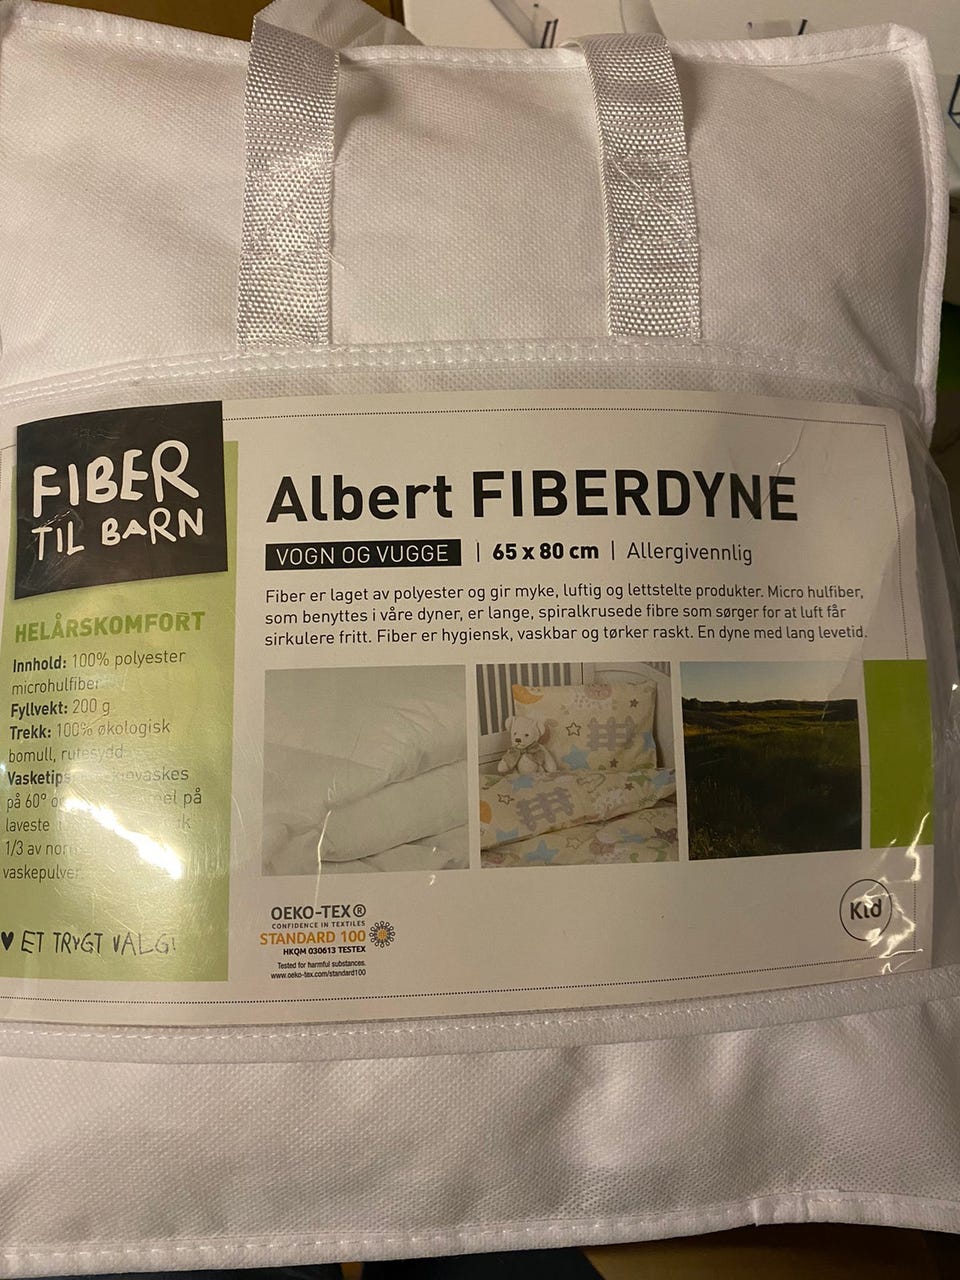 FIBER
TIL BARN
HELÅRSKOMFORT
Innhold: 100% polyester
microhulfiber
Fyllvekt: 200 g
Trekk: 100% økologisk
bomull, rutesydd
Vasketips
på 60°
laveste
1/3 av
vaskepulver
♥ ET TRYGT VALG!
Albert FIBERDYNE
VOGN OG VUGGE | 65 x 80 cm | Allergivennlig
Fiber er laget av polyester og gir myke, luftig og lettstelte produkter. Micro hulfiber,
som benyttes i våre dyner, er lange, spiralkrusede fibre som sørger for at luft får
sirkulere fritt. Fiber er hygiensk, vaskbar og tørker raskt. En dyne med lang levetid.
OEKO-TEX®
CONFIDENCE IN TEXTILES
STANDARD 100
HKQM 030613 TESTEX
Tested for harmful substances.
www.oeko-tex.com/standard100
Kid